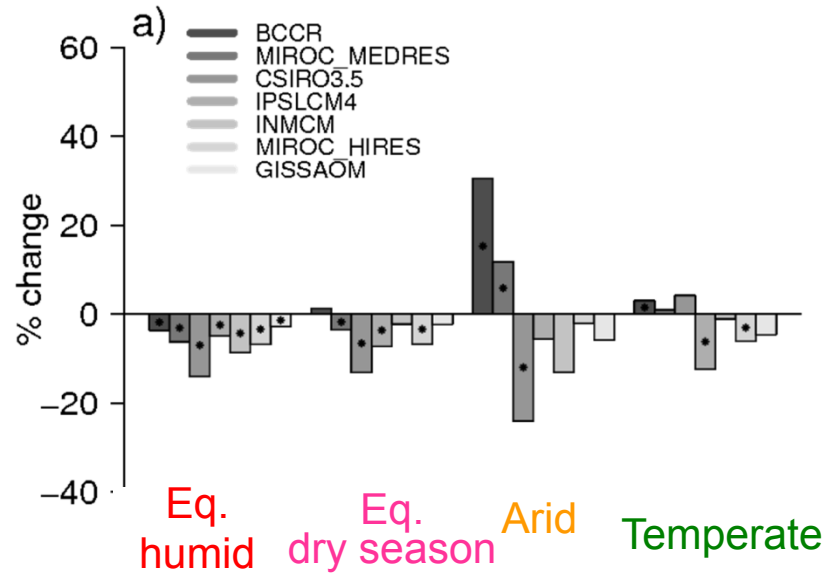 a)
BCCR
MIROC_MEDRES
CSIRO3.5
IPSLCM4
INMCM
MIROC_HIRES
GISSAOM
% change
60
40
20
0
−20
−40
Eq.
humid
Eq.
dry season
Arid
Temperate